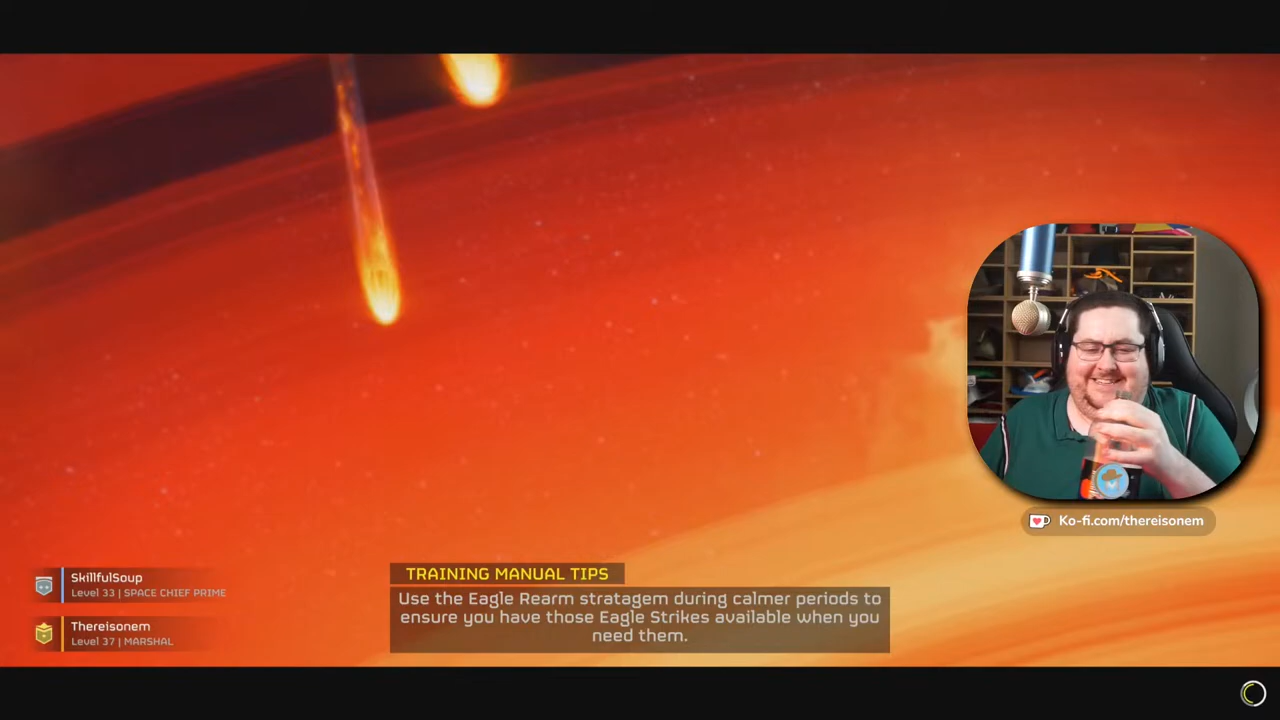 Ko-fi.com/thereisonem
SkillfulSoup
Level 33 | SPACE CHIEF PRIME
Thereisonem
Level 37 | MARSHAL
TRAINING MANUAL TIPS
Use the Eagle Rearm stratagem during calmer periods to
ensure you have those Eagle Strikes available when you
need them.